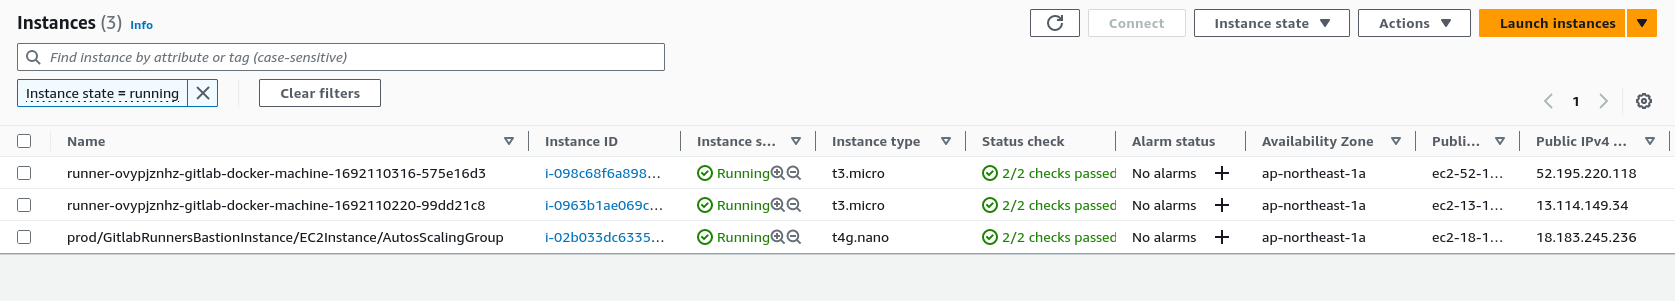 Instances (3) Info
Connect Instance state Actions Launch instances
Find instance by attribute or tag (case-sensitive)
Instance state = running Clear filters
1
Name Instance ID Instance s... Instance type Status check Alarm status Availability Zone Publi... Public IPv4 ...
runner-ovypjznhz-gitlab-docker-machine-1692110316-575e16d3 i-098c68f6a898... Running t3.micro 2/2 checks passed No alarms ap-northeast-1a ec2-52-1... 52.195.220.118
runner-ovypjznhz-gitlab-docker-machine-1692110220-99dd21c8 i-0963b1ae069c... Running t3.micro 2/2 checks passed No alarms ap-northeast-1a ec2-13-1... 13.114.149.34
prod/GitlabRunnersBastionInstance/EC2Instance/AutosScalingGroup i-02b033dc6335... Running t4g.nano 2/2 checks passed No alarms ap-northeast-1a ec2-18-1... 18.183.245.236